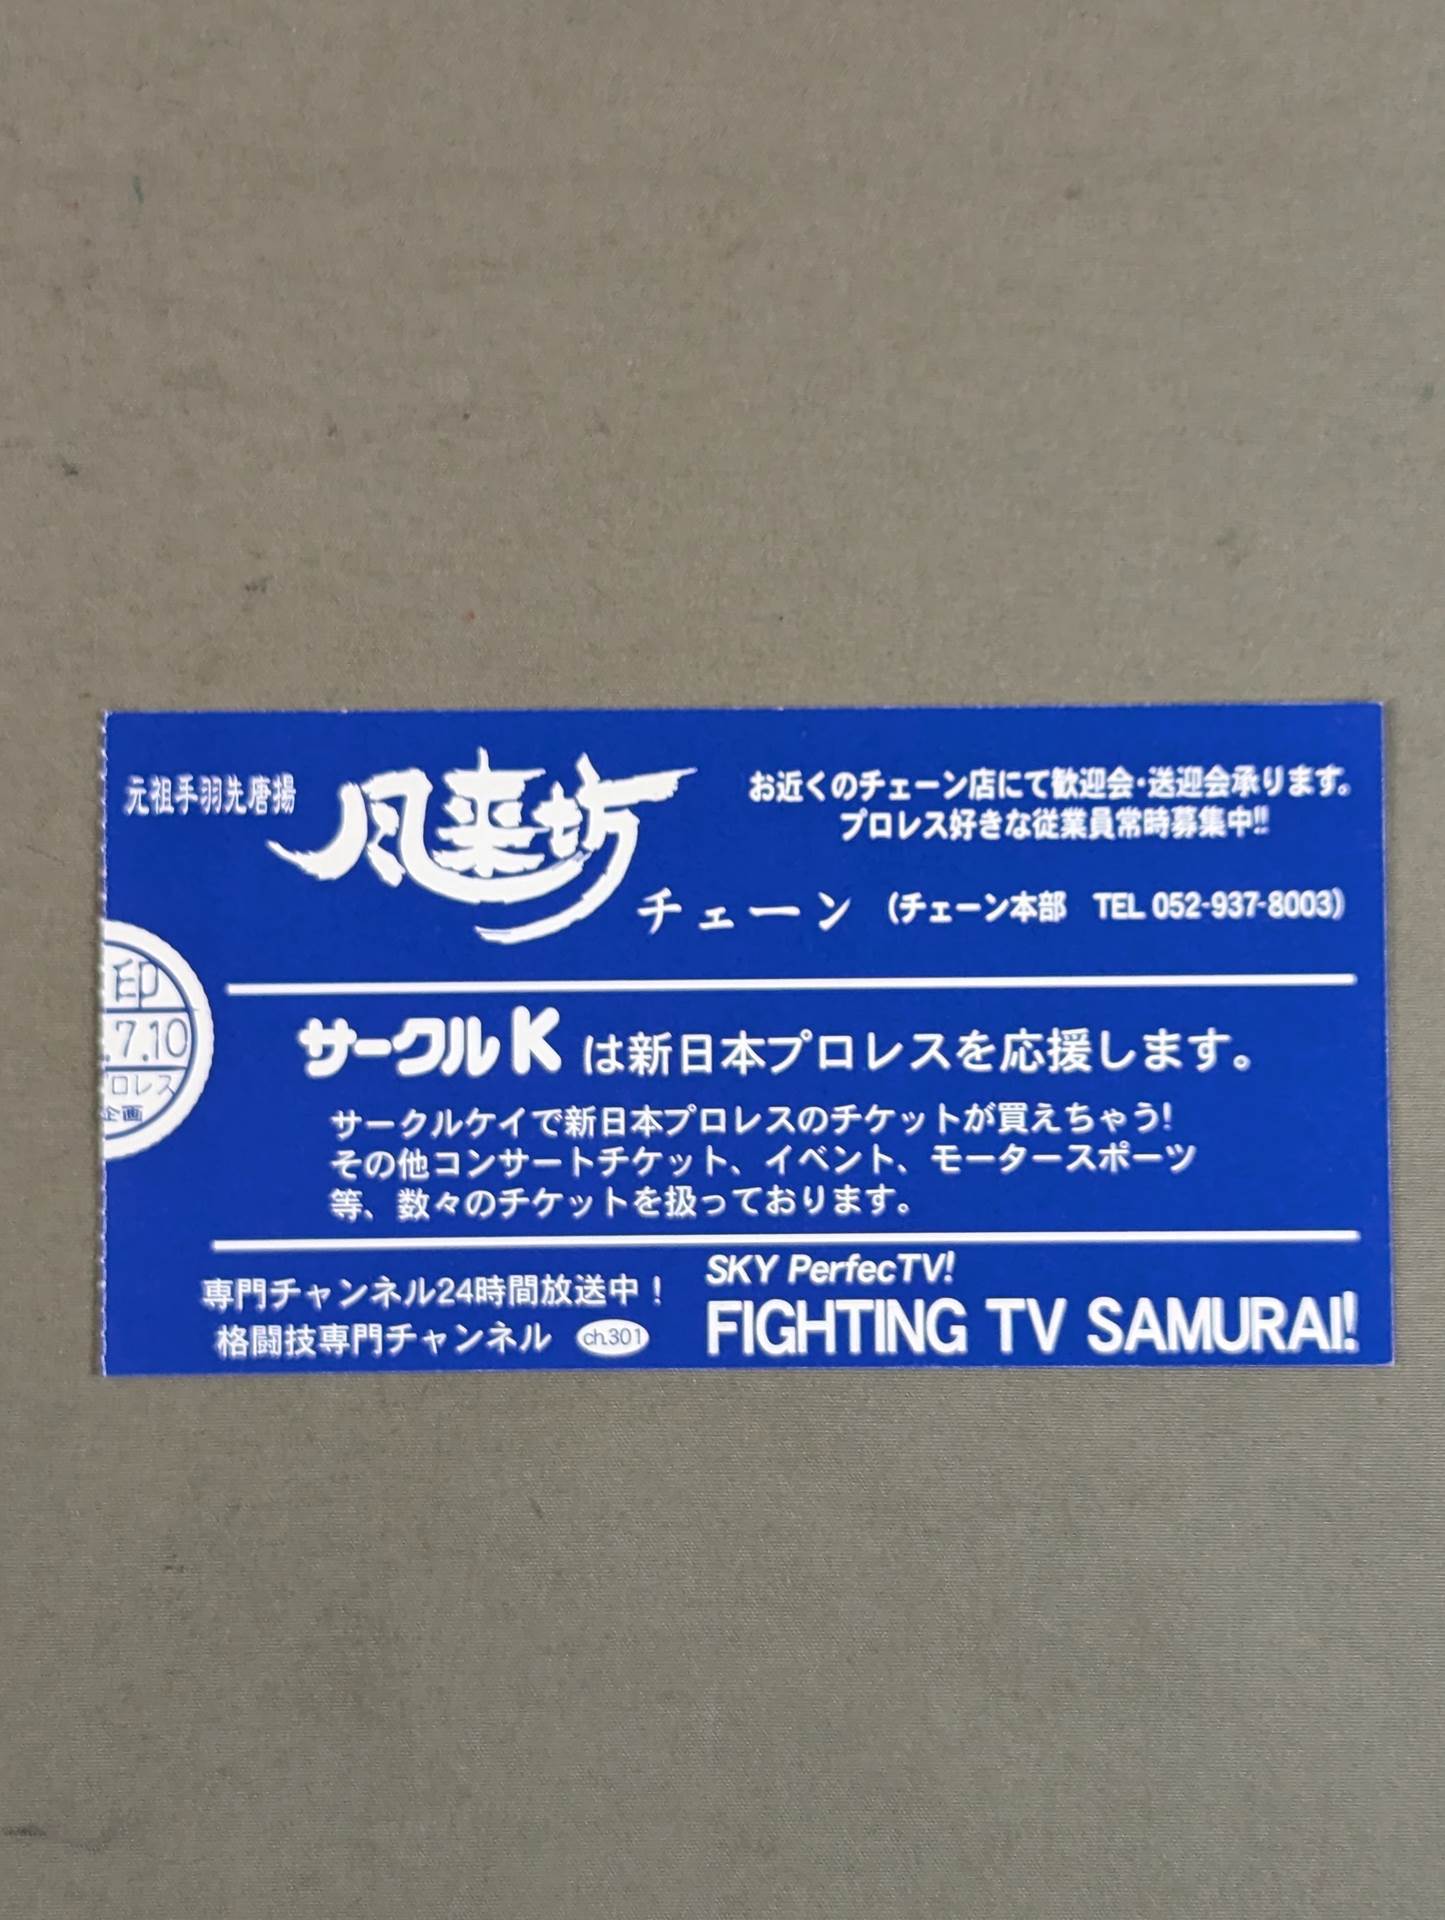 元祖手羽先唐揚
風来坊
チェーン
お近くのチェーン店にて歓迎会・送迎会承ります。
プロレス好きな従業員常時募集中!!
(チェーン本部　TEL 052-937-8003)
印
.7.10
プロレス
企画
サークルK は新日本プロレスを応援します。
サークルケイで新日本プロレスのチケットが買えちゃう!
その他コンサートチケット、イベント、モータースポーツ
等、数々のチケットを扱っております。
専門チャンネル24時間放送中！
格闘技専門チャンネル ch.301
SKY PerfecTV!
FIGHTING TV SAMURAI!